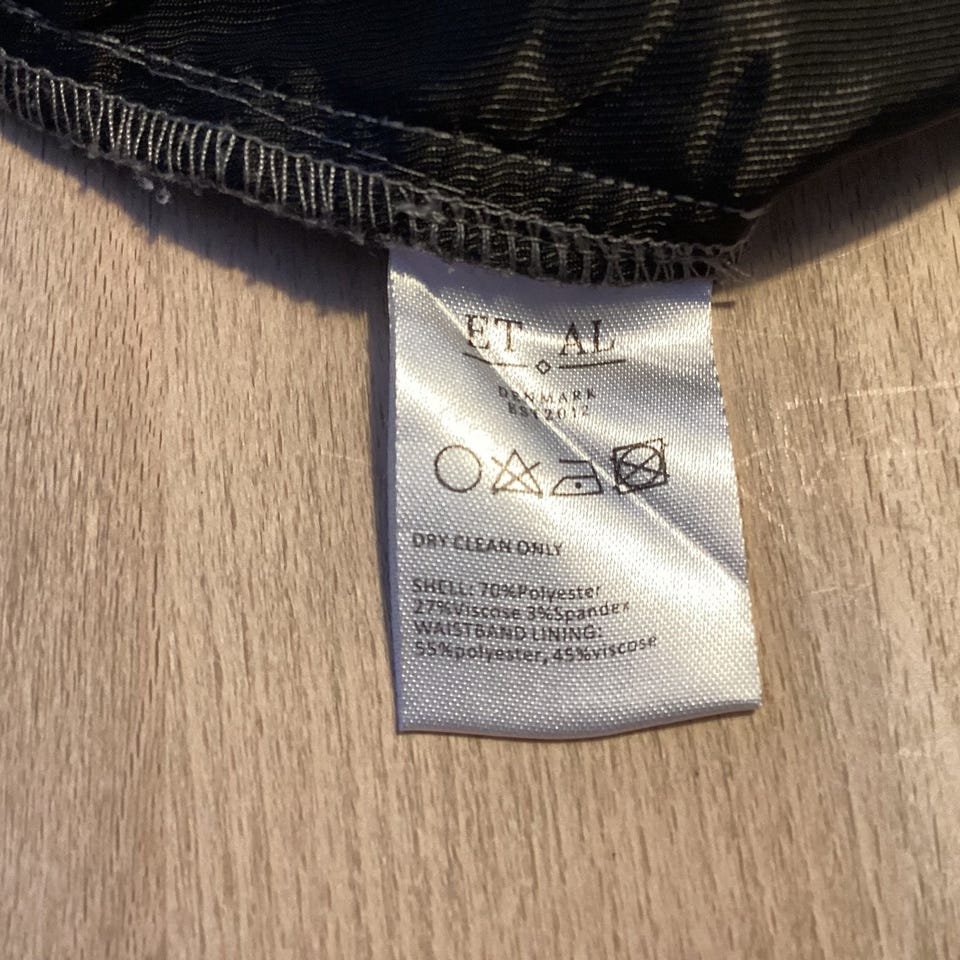 ET AL
DENMARK
EST 2012
DRY CLEAN ONLY
SHELL: 70%Polyester
27%Viscose 3%Spandex
WAISTBAND LINING:
55%polyester, 45%viscose